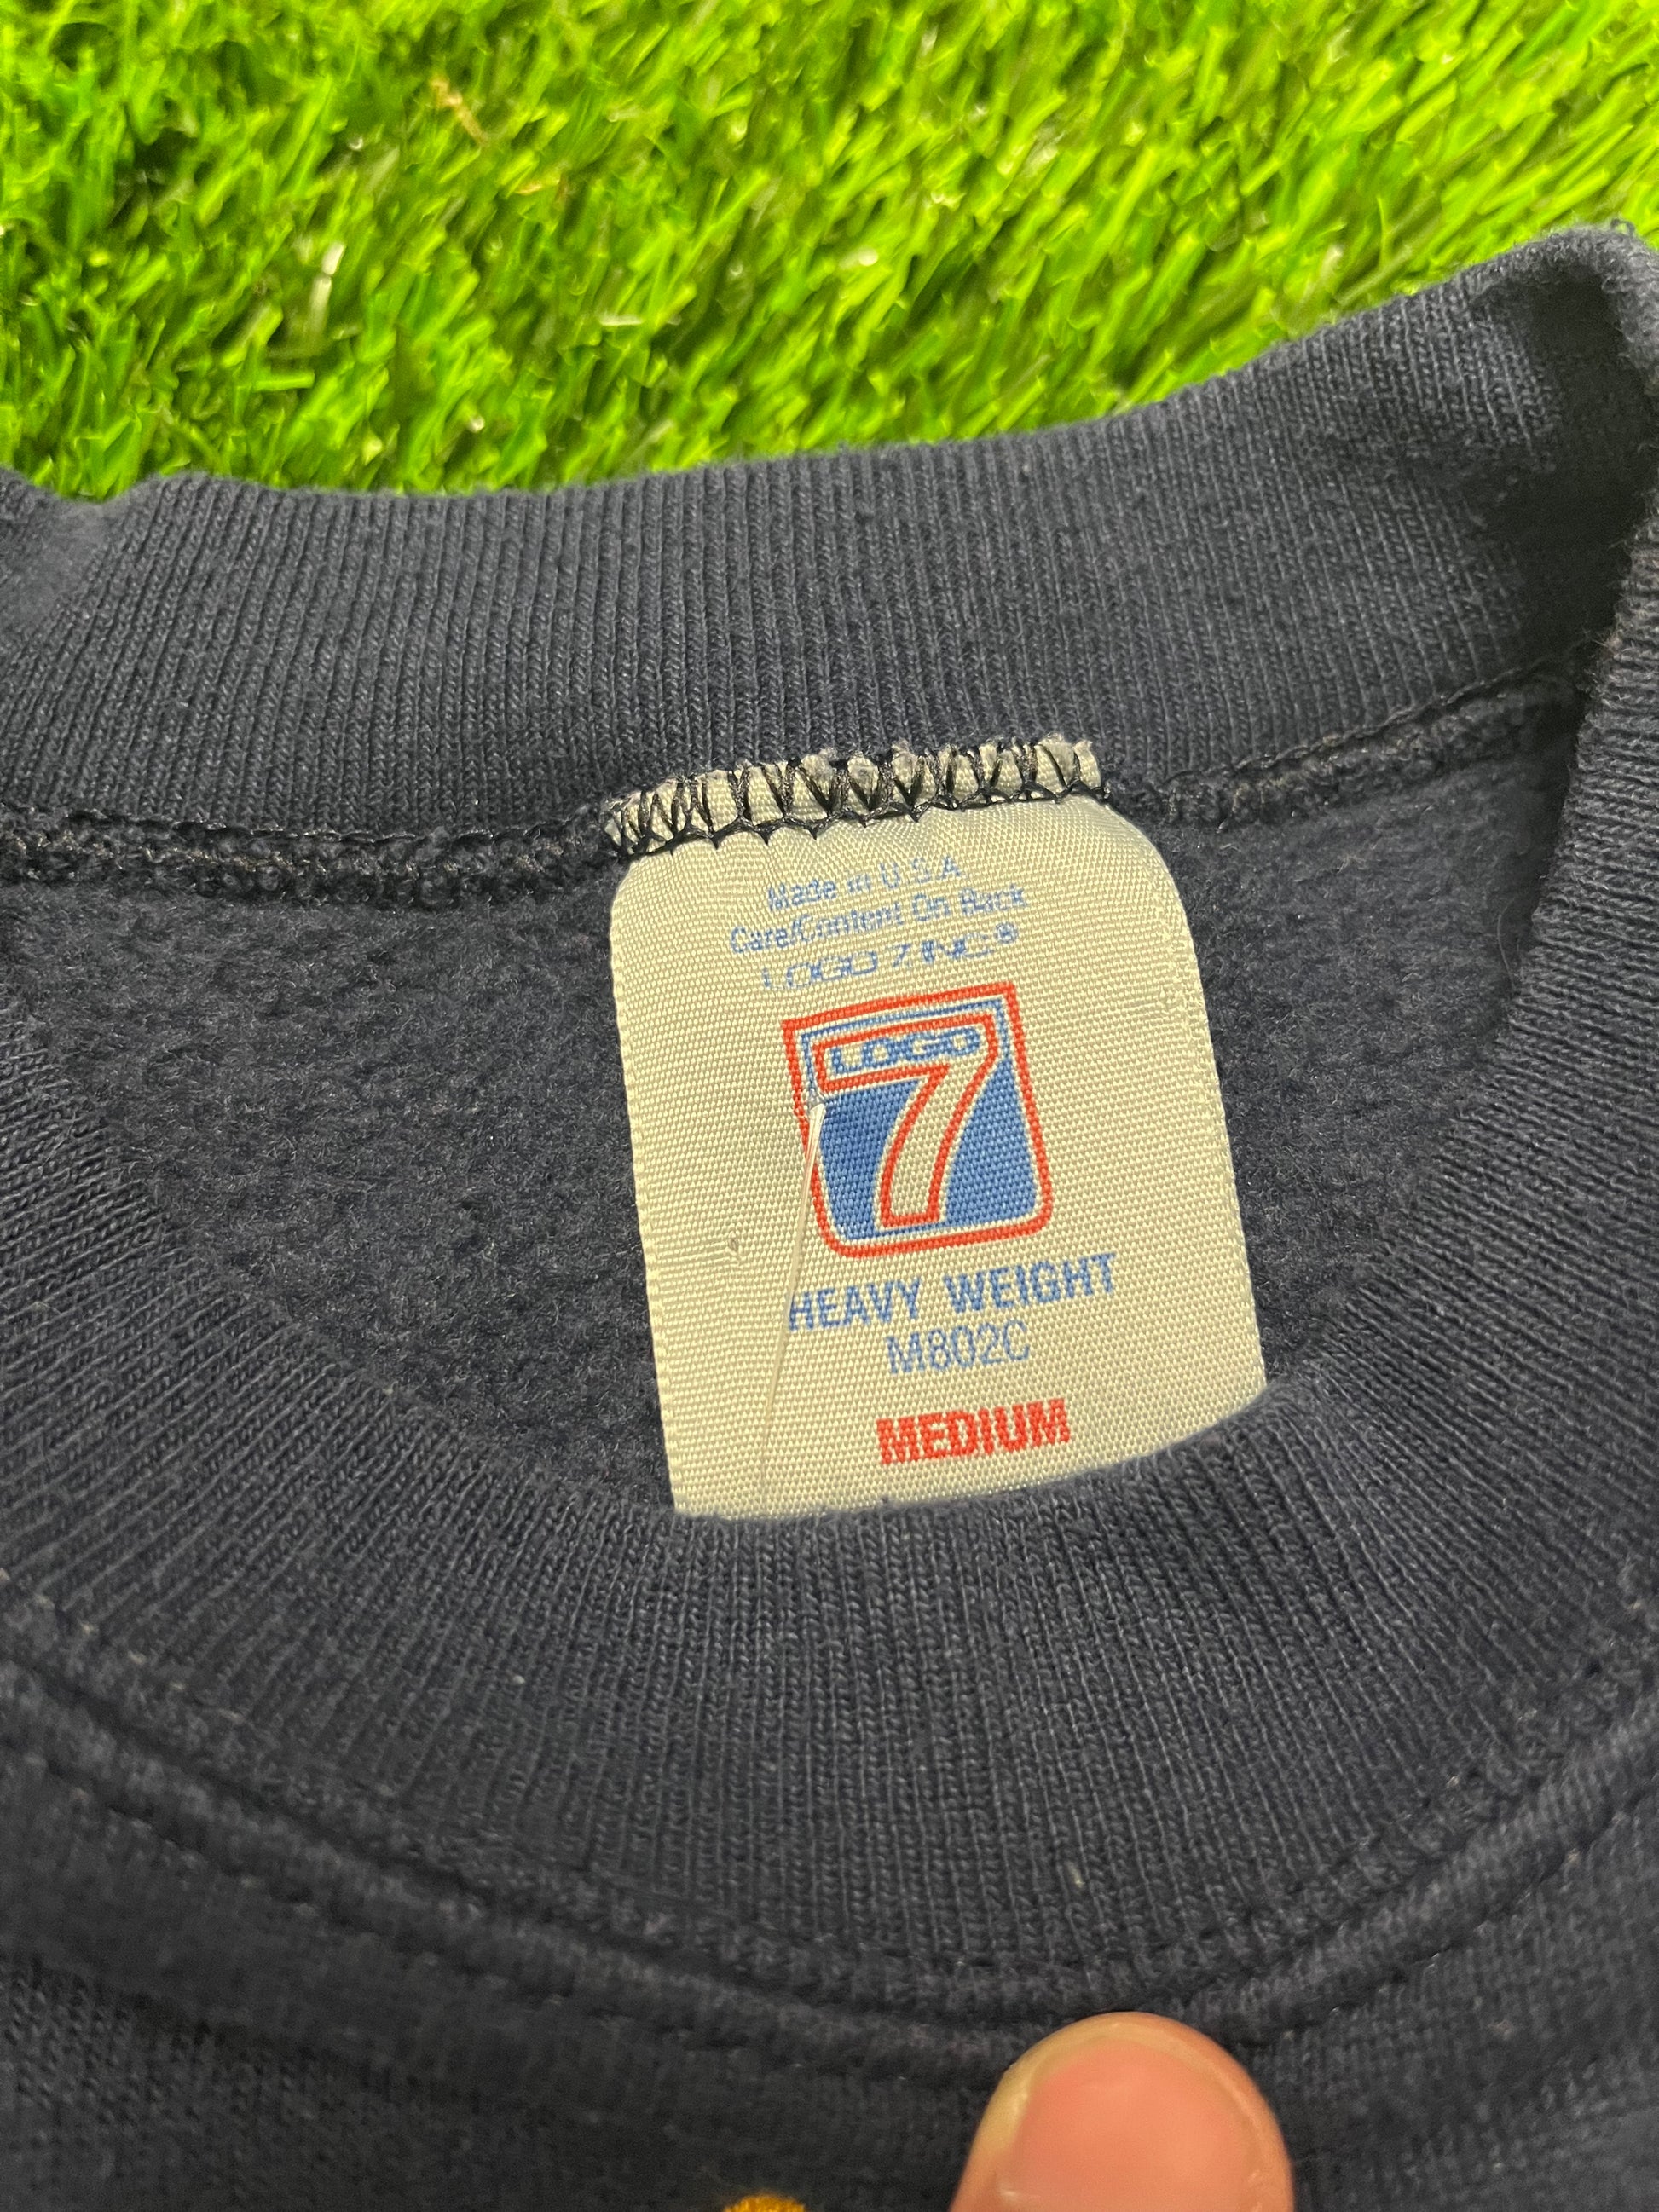 Made in U.S.A.
Care/Content On Back
LOGO 7, INC®
LOGO
7
HEAVY WEIGHT
M802C
MEDIUM